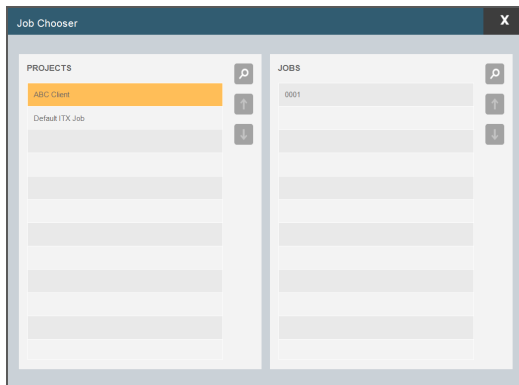 Job Chooser
X
PROJECTS
ABC Client
Default ITX Job
JOBS
0001